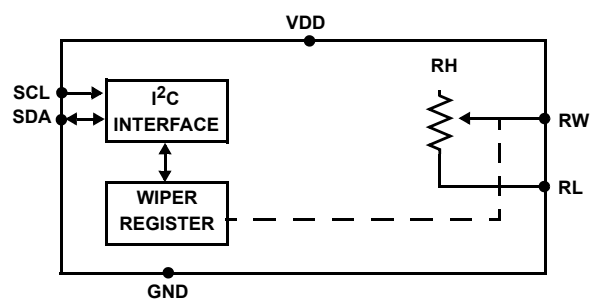 VDD
RH
SCL
SDA
I²C
INTERFACE
RW
WIPER
REGISTER
RL
GND